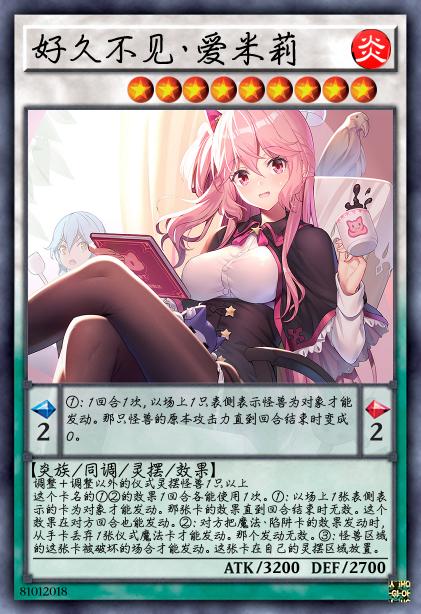 好久不见·爱米莉
炎
①：1回合1次，以场上1只表侧表示怪兽为对象才能
发动。那只怪兽的原本攻击力直到回合结束时变成
0。
2
2
【炎族/同调/灵摆/效果】
调整＋调整以外的仪式灵摆怪兽1只以上
这个卡名的①②的效果1回合各能使用1次。①：以场上1张表侧表
示的卡为对象才能发动。那张卡的效果直到回合结束时无效。这个
效果在对方回合也能发动。②：对方把魔法·陷阱卡的效果发动时，
从手卡丢弃1张仪式魔法卡才能发动。那个发动无效。③：怪兽区域
的这张卡被破坏的场合才能发动。这张卡在自己的灵摆区域放置。
ATK/3200 DEF/2700
81012018